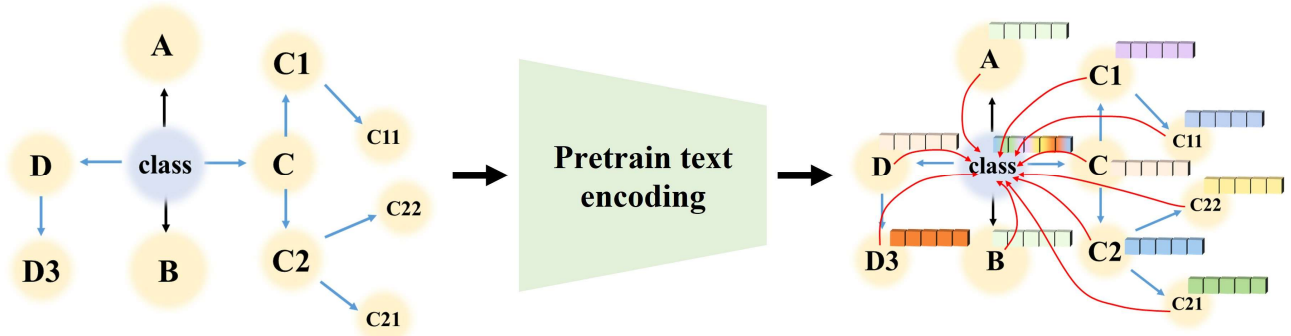 A
C1
C11
D
class
C
C22
D3
B
C2
C21
Pretrain text
encoding
A
C1
C11
D
class
C
C22
D3
B
C2
C21